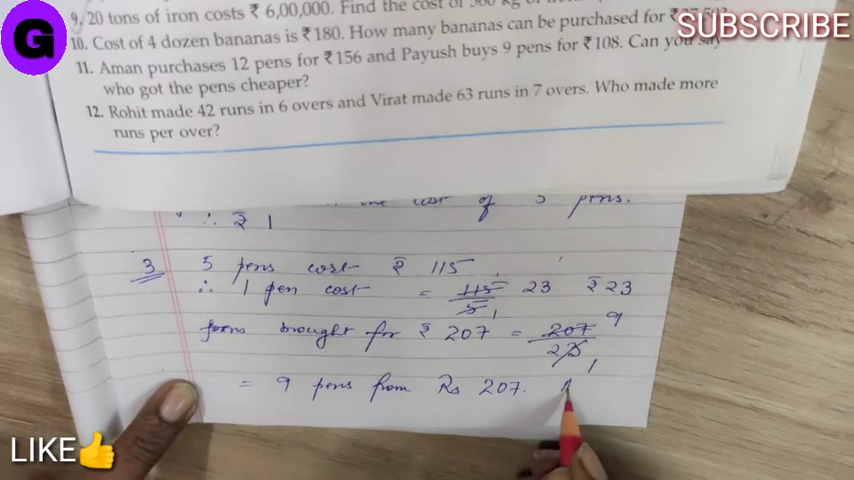 G
SUBSCRIBE
9, 20 tons of iron costs ₹ 6,00,000. Find the cost of kg of
10. Cost of 4 dozen bananas is ₹180. How many bananas can be purchased for
11. Aman purchases 12 pens for ₹156 and Payush buys 9 pens for ₹108. Can you say
who got the pens cheaper?
12. Rohit made 42 runs in 6 overs and Virat made 63 runs in 7 overs. Who made more
runs per over?
the cost of 5 pens.
∴ ₹ 1
3 5 pens cost ₹ 115
∴ 1 pen cost = 115/5 1 23 ₹ 23
brought for ₹ 207 = 207/23 9 1
= 9 pens from Rs 207.
LIKE👍